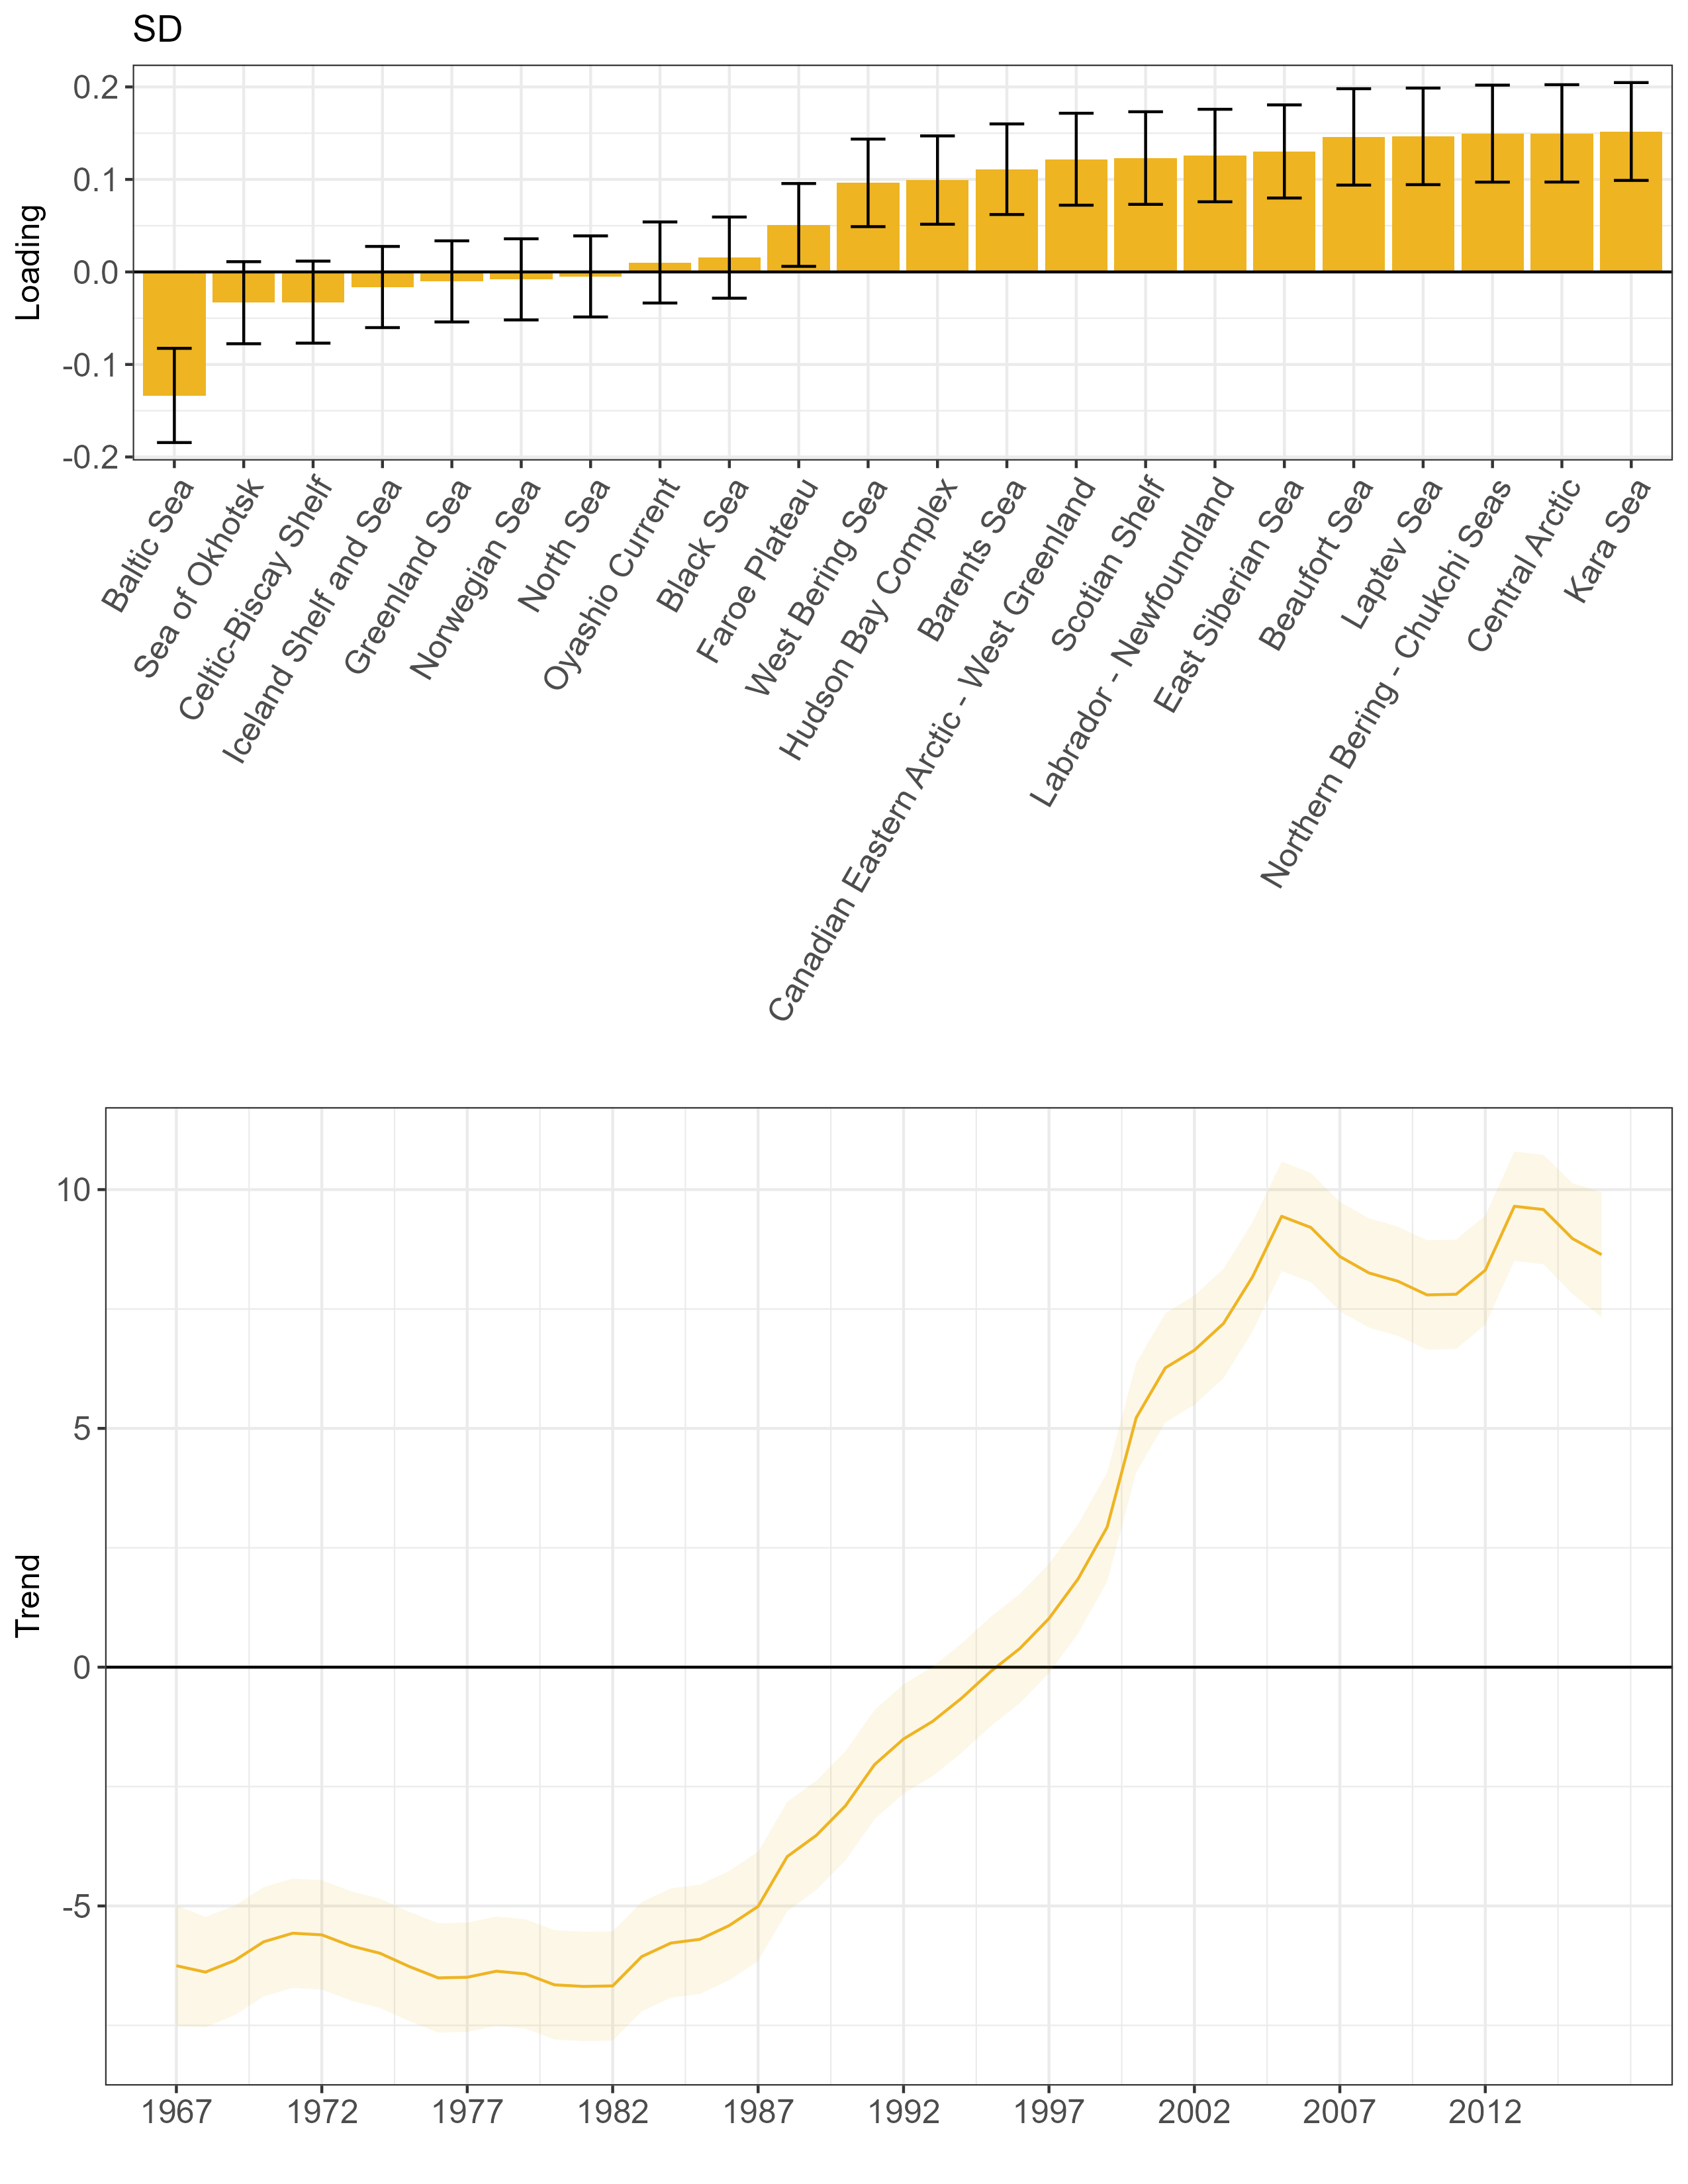 SD
Loading
0.2
0.1
0.0
-0.1
-0.2
Baltic Sea
Sea of Okhotsk
Celtic-Biscay Shelf
Iceland Shelf and Sea
Greenland Sea
Norwegian Sea
North Sea
Oyashio Current
Black Sea
Faroe Plateau
West Bering Sea
Hudson Bay Complex
Barents Sea
Canadian Eastern Arctic - West Greenland
Scotian Shelf
Labrador - Newfoundland
East Siberian Sea
Beaufort Sea
Laptev Sea
Northern Bering - Chukchi Seas
Central Arctic
Kara Sea
Trend
10
5
0
-5
1967 1972 1977 1982 1987 1992 1997 2002 2007 2012